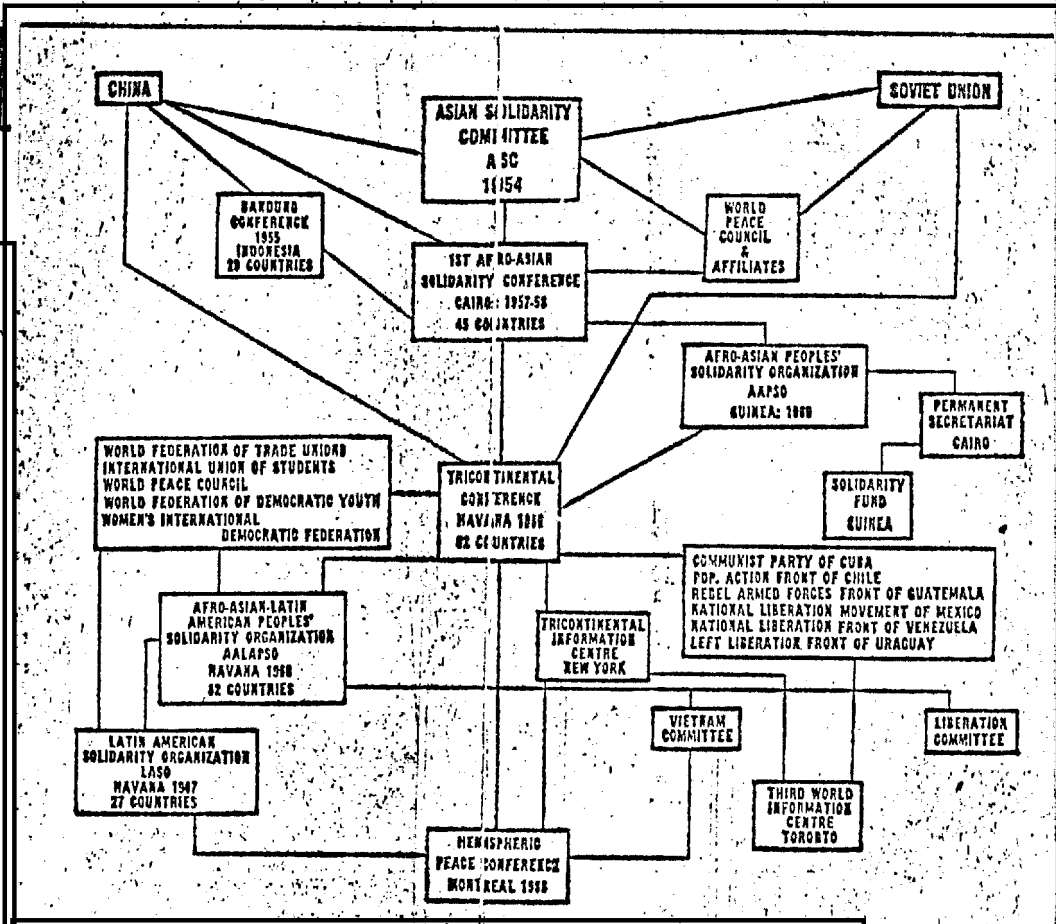 CHINA
SOVIET UNION
ASIAN SOLIDARITY
COMMITTEE
ASC
1954
BANDUNG
CONFERENCE
1955
INDONESIA
29 COUNTRIES
WORLD
PEACE
COUNCIL
&
AFFILIATES
1ST AFRO-ASIAN
SOLIDARITY CONFERENCE
CAIRO: 1957-58
45 COUNTRIES
AFRO-ASIAN PEOPLES'
SOLIDARITY ORGANIZATION
AAPSO
GUINEA:
PERMANENT
SECRETARIAT
CAIRO
SOLIDARITY
FUND
GUINEA
WORLD FEDERATION OF TRADE UNIONS
INTERNATIONAL UNION OF STUDENTS
WORLD PEACE COUNCIL
WORLD FEDERATION OF DEMOCRATIC YOUTH
WOMEN'S INTERNATIONAL
DEMOCRATIC FEDERATION
TRICONTINENTAL
CONFERENCE
HAVANA
82 COUNTRIES
COMMUNIST PARTY OF CUBA
POP. ACTION FRONT OF CHILE
REBEL ARMED FORCES FRONT OF GUATEMALA
NATIONAL LIBERATION MOVEMENT OF MEXICO
NATIONAL LIBERATION FRONT OF VENEZUELA
LEFT LIBERATION FRONT OF URAGUAY
AFRO-ASIAN-LATIN
AMERICAN PEOPLES'
SOLIDARITY ORGANIZATION
AALAPSO
HAVANA
82 COUNTRIES
TRICONTINENTAL
INFORMATION
CENTRE
NEW YORK
VIETNAM
COMMITTEE
LIBERATION
COMMITTEE
LATIN AMERICAN
SOLIDARITY ORGANIZATION
LASO
HAVANA
27 COUNTRIES
THIRD WORLD
INFORMATION
CENTRE
TORONTO
HEMISPHERIC
PEACE CONFERENCE
MONTREAL